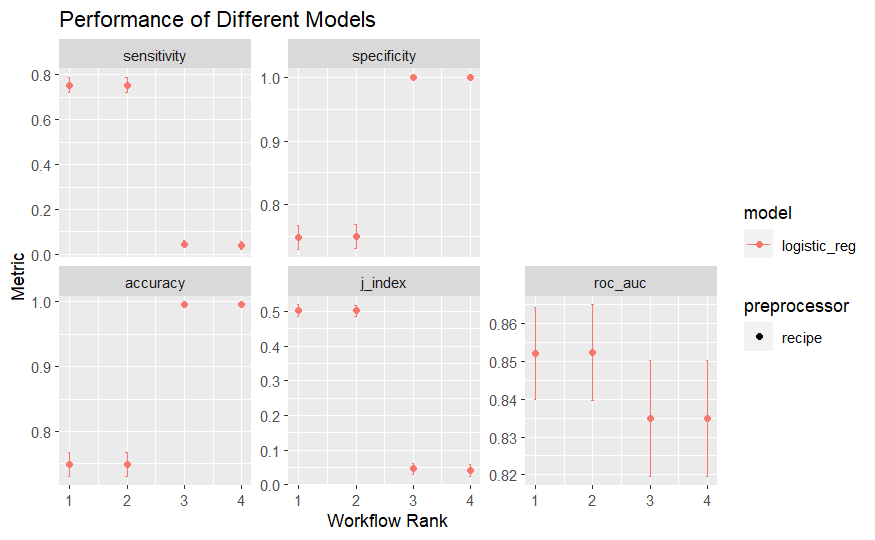 Performance of Different Models
sensitivity
specificity
0.8
0.6
0.4
0.2
0.0
1.0
0.9
0.8
Metric
accuracy
j_index
roc_auc
1.0
0.9
0.8
0.5
0.4
0.3
0.2
0.1
0.0
0.86
0.85
0.84
0.83
0.82
1 2 3 4
1 2 3 4
1 2 3 4
Workflow Rank
model
logistic_reg
preprocessor
recipe